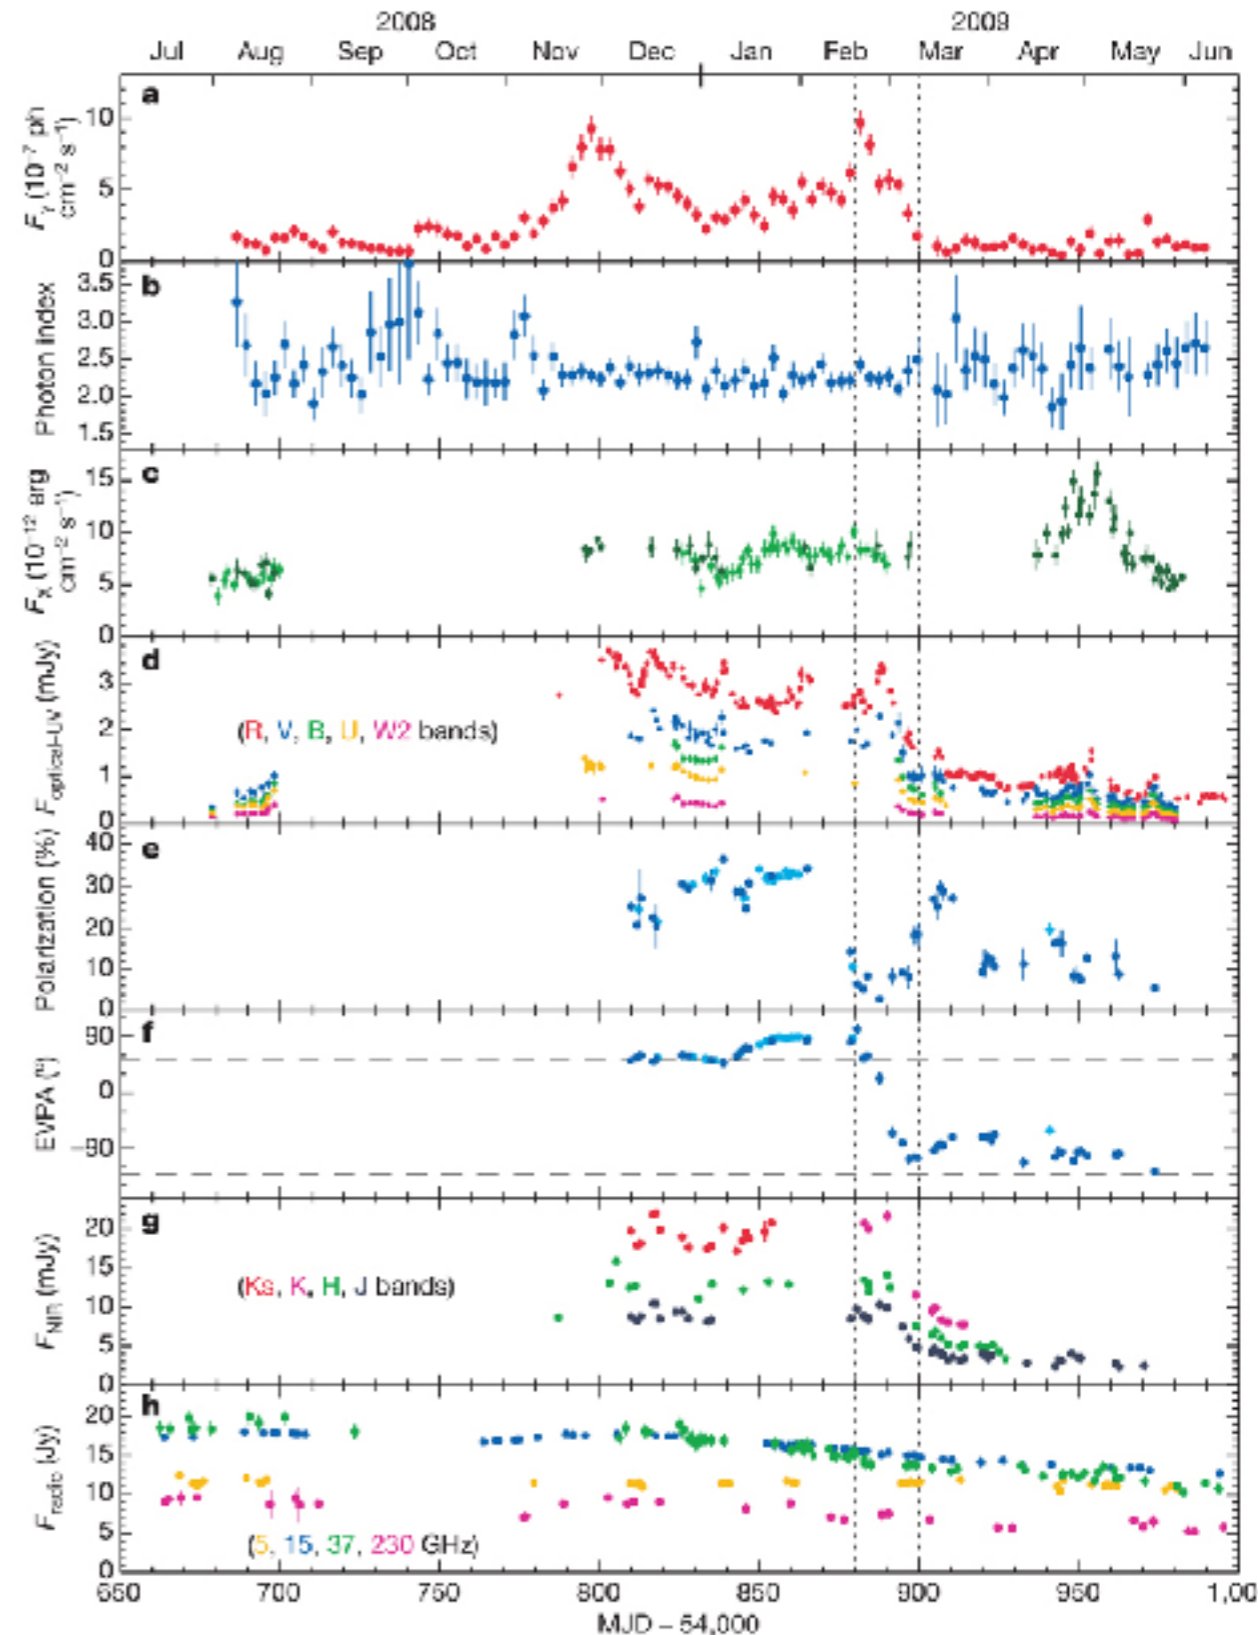 2008 2009
Jul Aug Sep Oct Nov Dec Jan Feb Mar Apr May Jun
a
10
5
0
Fγ (10⁻⁷ ph cm⁻² s⁻¹)
b
3.5
3.0
2.5
2.0
1.5
Photon index
c
15
10
5
0
FX (10⁻¹² erg cm⁻² s⁻¹)
d
3
2
1
0
Foptical-UV (mJy)
(R, V, B, U, W2 bands)
e
40
30
20
10
0
Polarization (%)
f
90
0
−90
EVPA (°)
g
20
15
10
5
0
FNIR (mJy)
(Ks, K, H, J bands)
h
20
15
10
5
0
Fradio (Jy)
(5, 15, 37, 230 GHz)
650 700 750 800 850 900 950 1,00
MJD − 54,000